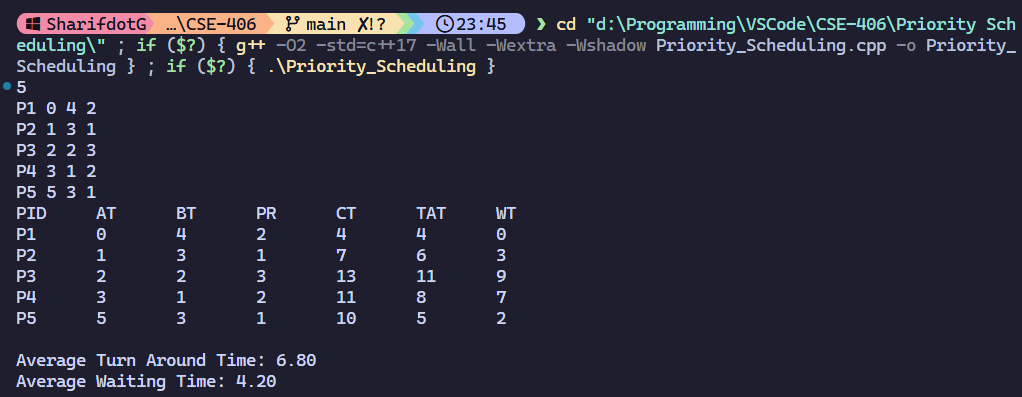 SharifdotG …\CSE-406 main ✗!? 23:45 ❯ cd "d:\Programming\VSCode\CSE-406\Priority Sch
eduling\" ; if ($?) { g++ -O2 -std=c++17 -Wall -Wextra -Wshadow Priority_Scheduling.cpp -o Priority_
Scheduling } ; if ($?) { .\Priority_Scheduling }
5
P1 0 4 2
P2 1 3 1
P3 2 2 3
P4 3 1 2
P5 5 3 1
PID AT BT PR CT TAT WT
P1 0 4 2 4 4 0
P2 1 3 1 7 6 3
P3 2 2 3 13 11 9
P4 3 1 2 11 8 7
P5 5 3 1 10 5 2
Average Turn Around Time: 6.80
Average Waiting Time: 4.20